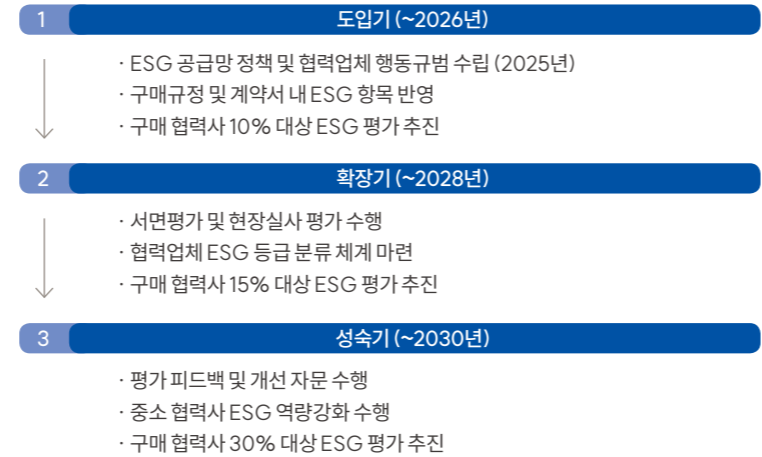 1 도입기 (~2026년)
· ESG 공급망 정책 및 협력업체 행동규범 수립 (2025년)
· 구매규정 및 계약서 내 ESG 항목 반영
· 구매 협력사 10% 대상 ESG 평가 추진
2 확장기 (~2028년)
· 서면평가 및 현장실사 평가 수행
· 협력업체 ESG 등급 분류 체계 마련
· 구매 협력사 15% 대상 ESG 평가 추진
3 성숙기 (~2030년)
· 평가 피드백 및 개선 자문 수행
· 중소 협력사 ESG 역량강화 수행
· 구매 협력사 30% 대상 ESG 평가 추진